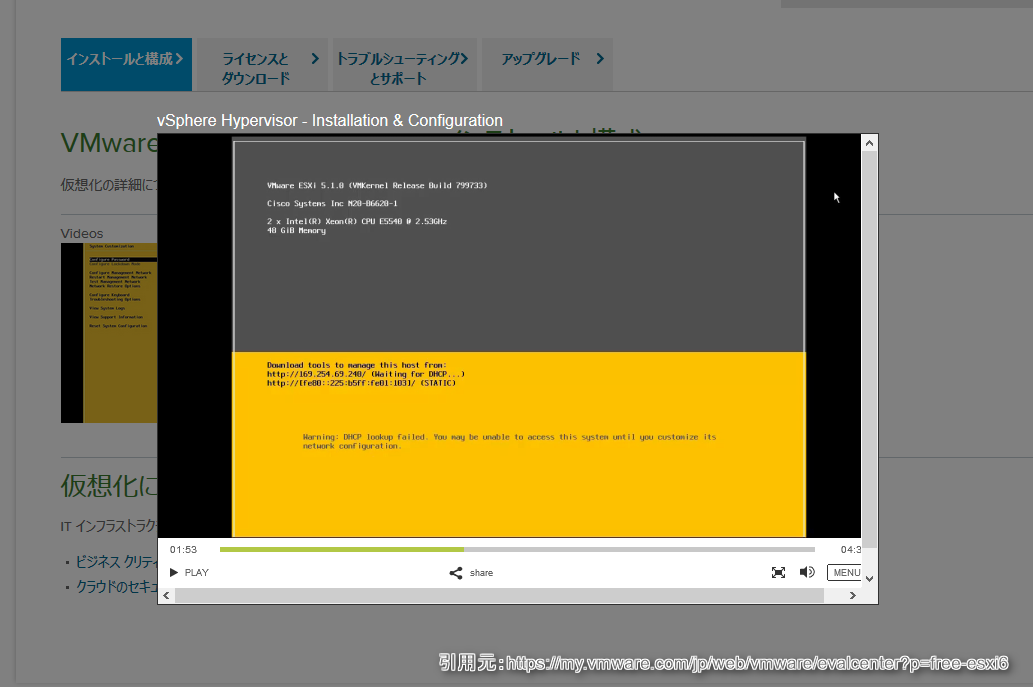 インストールと構成
ライセンスと
ダウンロード
トラブルシューティング
とサポート
アップグレード
vSphere Hypervisor - Installation & Configuration
VMware
仮想化の詳細に
Videos
System Customization
Configure Password
Configure Lockdown Mode
Configure Management Network
Restart Management Network
Test Management Network
Network Restore Options
Configure Keyboard
Troubleshooting Options
View System Logs
View Support Information
Reset System Configuration
VMware ESXi 5.1.0 (VMKernel Release Build 799733)
Cisco Systems Inc N20-B6620-1
2 x Intel(R) Xeon(R) CPU E5540 @ 2.53GHz
48 GiB Memory
Download tools to manage this host from:
http://169.254.69.240/ (Waiting for DHCP...)
http://[fe80::225:b5ff:fe01:103]/ (STATIC)
Warning: DHCP lookup failed. You may be unable to access this system until you customize its
network configuration.
01:53
04:3
PLAY
share
MENU
仮想化に
IT インフラストラク
・ビジネス クリティ
・クラウドのセキュ
引用元:https://my.vmware.com/jp/web/vmware/evalcenter?p=free-esxi6